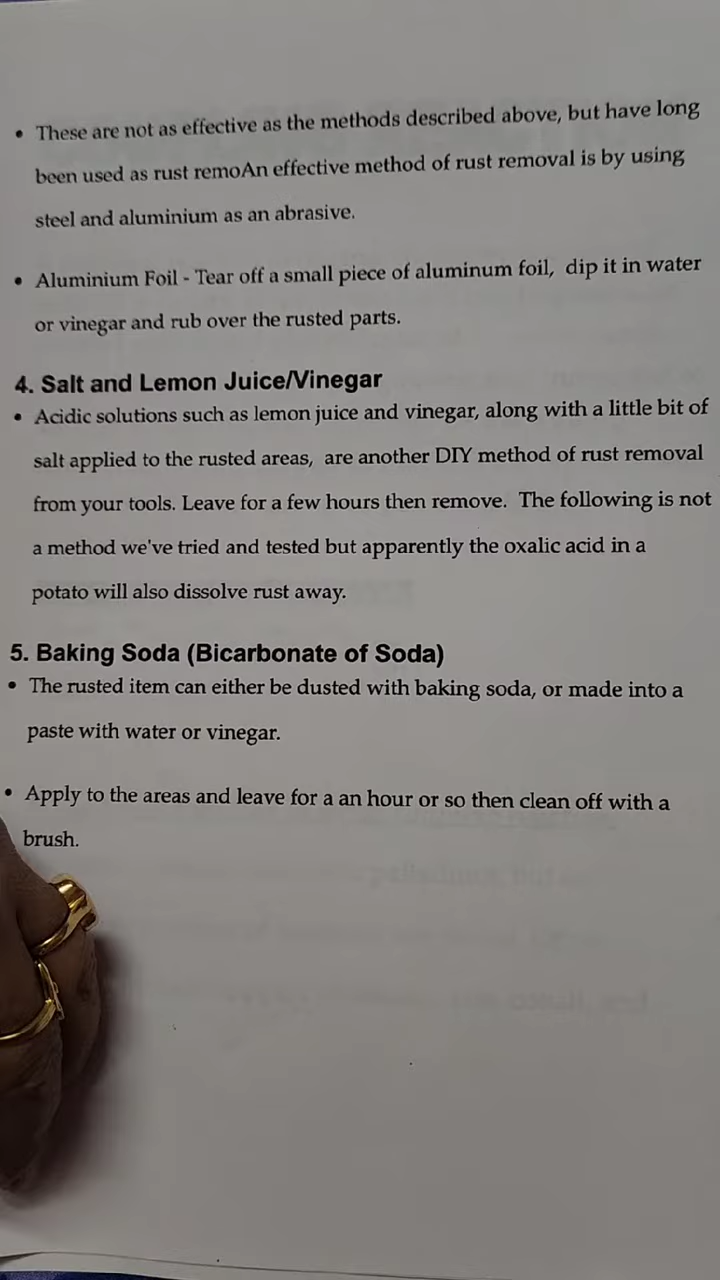 • These are not as effective as the methods described above, but have long
been used as rust remoAn effective method of rust removal is by using
steel and aluminium as an abrasive.
• Aluminium Foil - Tear off a small piece of aluminum foil, dip it in water
or vinegar and rub over the rusted parts.
4. Salt and Lemon Juice/Vinegar
• Acidic solutions such as lemon juice and vinegar, along with a little bit of
salt applied to the rusted areas, are another DIY method of rust removal
from your tools. Leave for a few hours then remove. The following is not
a method we've tried and tested but apparently the oxalic acid in a
potato will also dissolve rust away.
5. Baking Soda (Bicarbonate of Soda)
• The rusted item can either be dusted with baking soda, or made into a
paste with water or vinegar.
• Apply to the areas and leave for a an hour or so then clean off with a
brush.